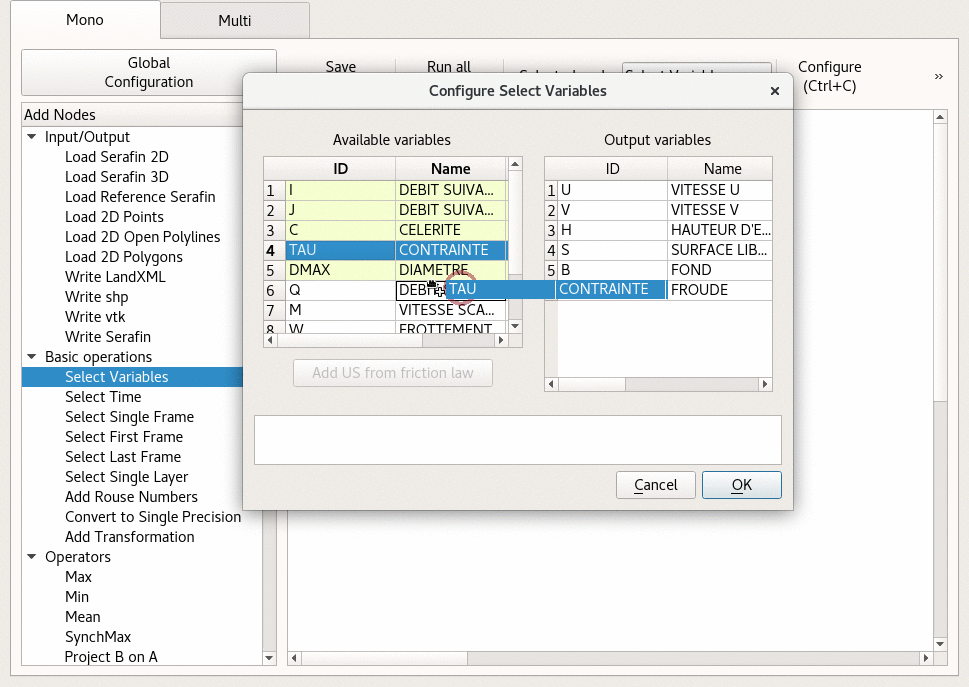 Mono
Multi
Global
Configuration
Save
Run all
Configure
(Ctrl+C)
»
Add Nodes
Input/Output
Load Serafin 2D
Load Serafin 3D
Load Reference Serafin
Load 2D Points
Load 2D Open Polylines
Load 2D Polygons
Write LandXML
Write shp
Write vtk
Write Serafin
Basic operations
Select Variables
Select Time
Select Single Frame
Select First Frame
Select Last Frame
Select Single Layer
Add Rouse Numbers
Convert to Single Precision
Add Transformation
Operators
Max
Min
Mean
SynchMax
Project B on A
Configure Select Variables
×
Available variables
ID Name
1 I DEBIT SUIVA...
2 J DEBIT SUIVA...
3 C CELERITE
4 TAU CONTRAINTE
5 DMAX DIAMETRE
6 Q
7 M VITESSE SCA...
8 W FROTTEMENT
TAU CONTRAINTE
Output variables
ID Name
1 U VITESSE U
2 V VITESSE V
3 H HAUTEUR D'E...
4 S SURFACE LIB...
5 B FOND
FROUDE
Add US from friction law
Cancel
OK